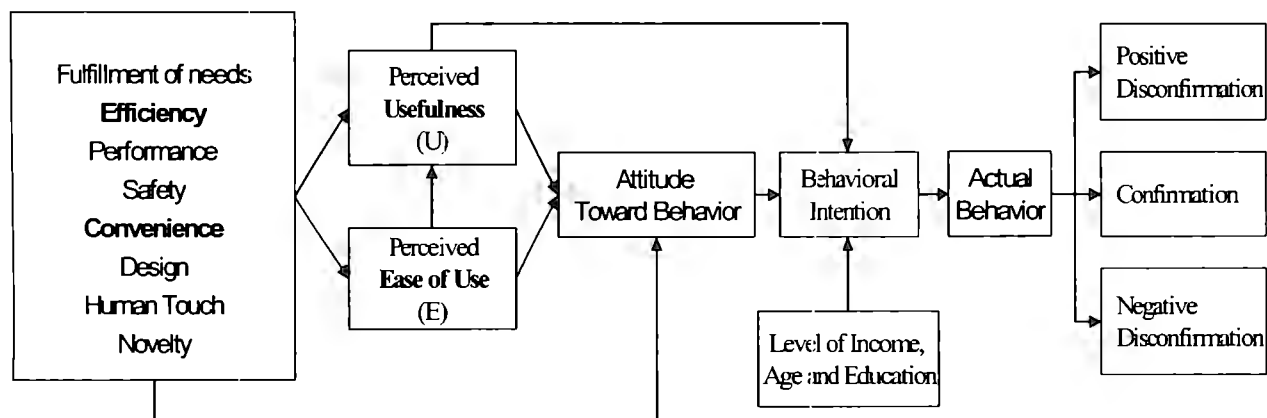 Fulfillment of needs
Efficiency
Performance
Safety
Convenience
Design
Human Touch
Novelty
Perceived
Usefulness
(U)
Perceived
Ease of Use
(E)
Attitude
Toward Behavior
Behavioral
Intention
Level of Income,
Age and Education
Actual
Behavior
Positive
Disconfirmation
Confirmation
Negative
Disconfirmation